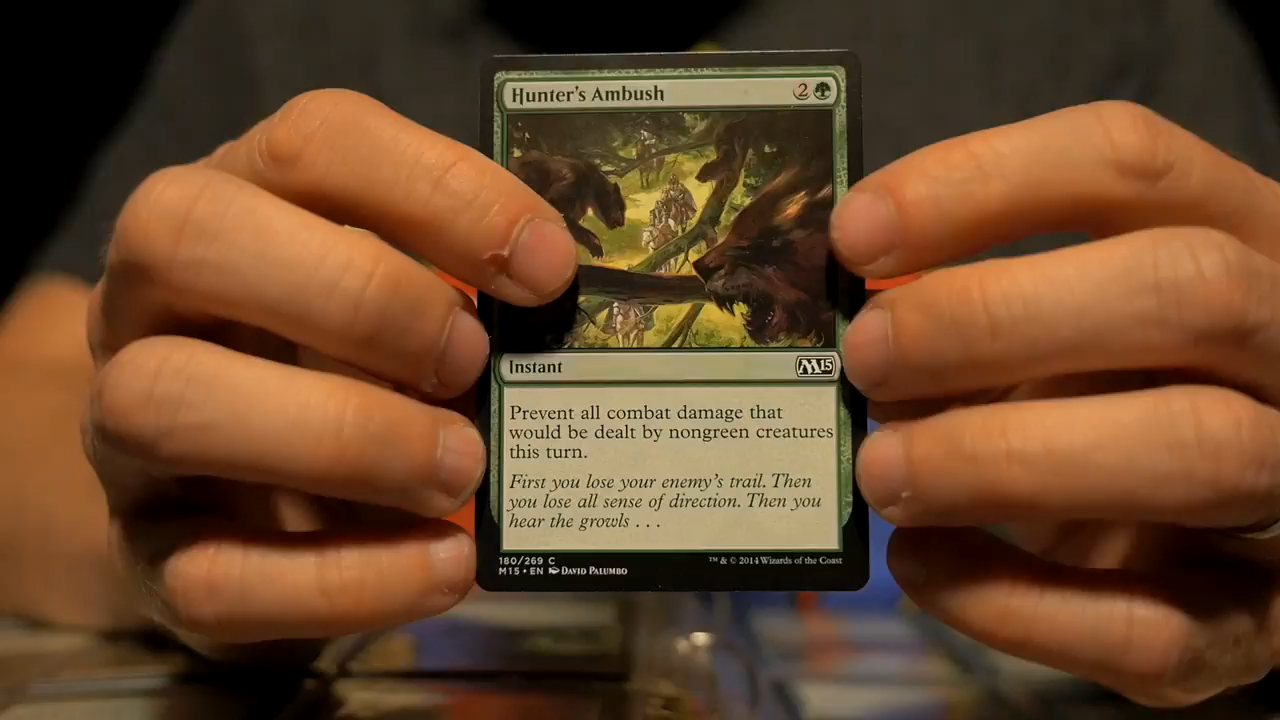 Hunter's Ambush 2
Instant M15
Prevent all combat damage that
would be dealt by nongreen creatures
this turn.
First you lose your enemy's trail. Then
you lose all sense of direction. Then you
hear the growls . . .
180/269 C
M15 • EN David Palumbo
™ & © 2014 Wizards of the Coast